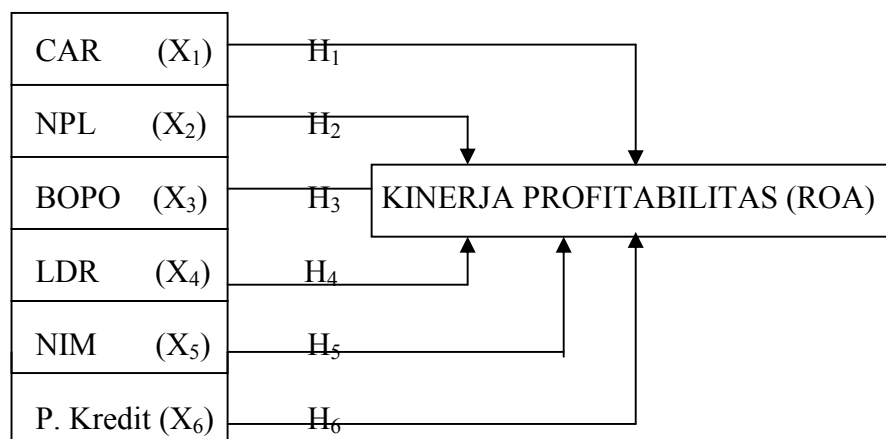 CAR (X₁) H₁
NPL (X₂) H₂
BOPO (X₃) H₃ KINERJA PROFITABILITAS (ROA)
LDR (X₄) H₄
NIM (X₅) H₅
P. Kredit (X₆) H₆